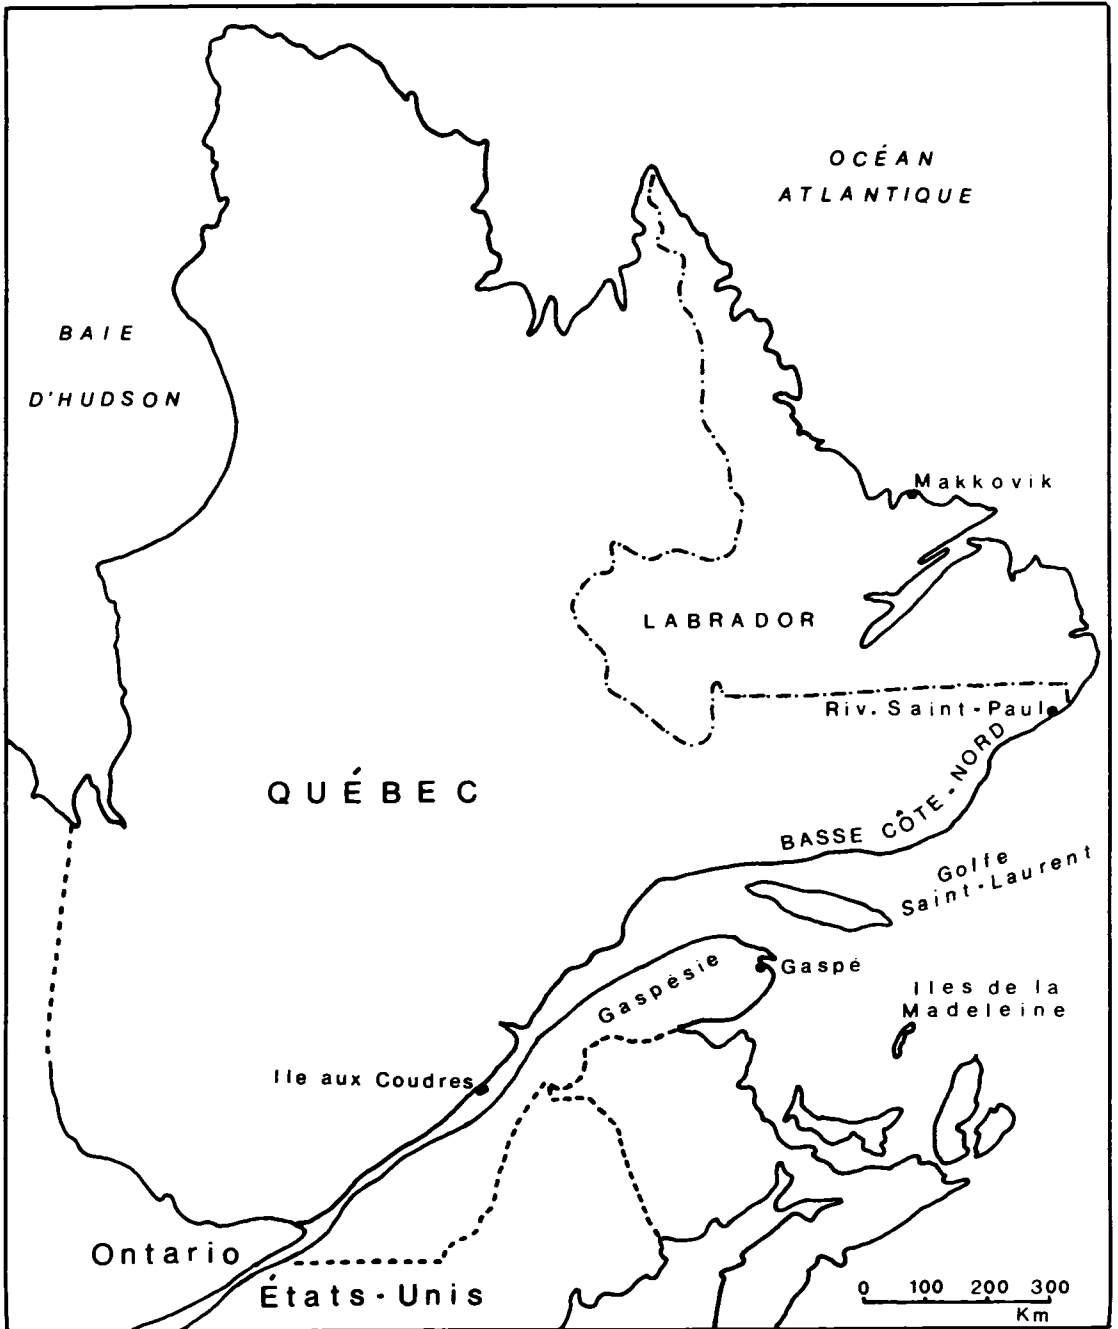 OCÉAN
ATLANTIQUE
BAIE
D'HUDSON
Makkovik
LABRADOR
Riv. Saint-Paul
QUÉBEC
BASSE CÔTE-NORD
Golfe
Saint-Laurent
Gaspésie
Gaspé
Iles de la
Madeleine
Ile aux Coudres
Ontario
États-Unis
0 100 200 300
Km